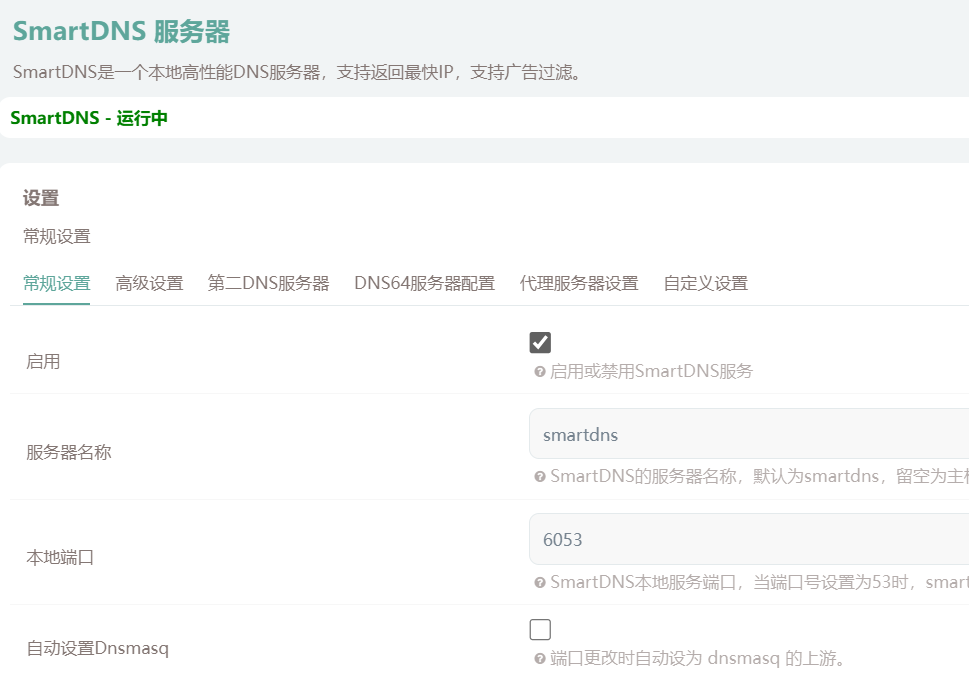 SmartDNS 服务器
SmartDNS是一个本地高性能DNS服务器，支持返回最快IP，支持广告过滤。
SmartDNS - 运行中
设置
常规设置
常规设置 高级设置 第二DNS服务器 DNS64服务器配置 代理服务器设置 自定义设置
启用
启用或禁用SmartDNS服务
服务器名称
smartdns
SmartDNS的服务器名称，默认为smartdns，留空为主
本地端口
6053
SmartDNS本地服务端口，当端口号设置为53时，smart
自动设置Dnsmasq
端口更改时自动设为 dnsmasq 的上游。